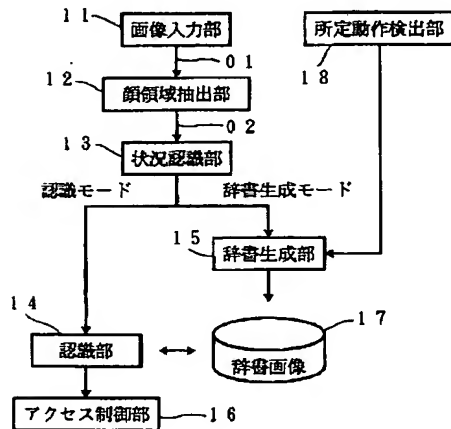 11
画像入力部
所定動作検出部
01
18
12
顔領域抽出部
02
13
状況認識部
認識モード
辞書生成モード
15
辞書生成部
14
17
認識部
辞書画像
アクセス制御部
16